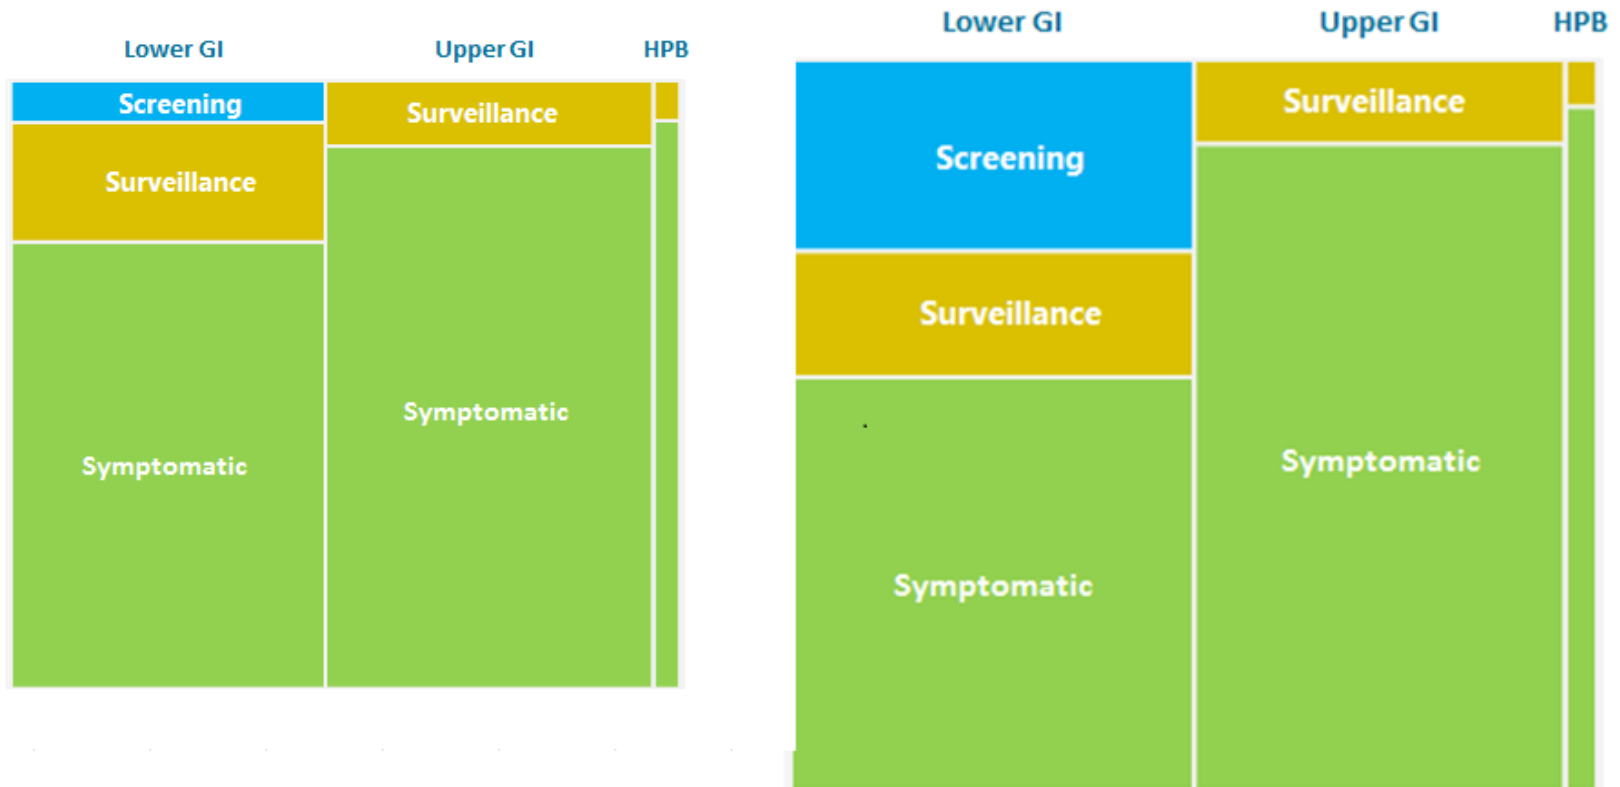 Lower GI Upper GI HPB
Screening
Surveillance
Surveillance
Symptomatic
Symptomatic
Lower GI Upper GI HPB
Surveillance
Screening
Surveillance
Symptomatic
Symptomatic